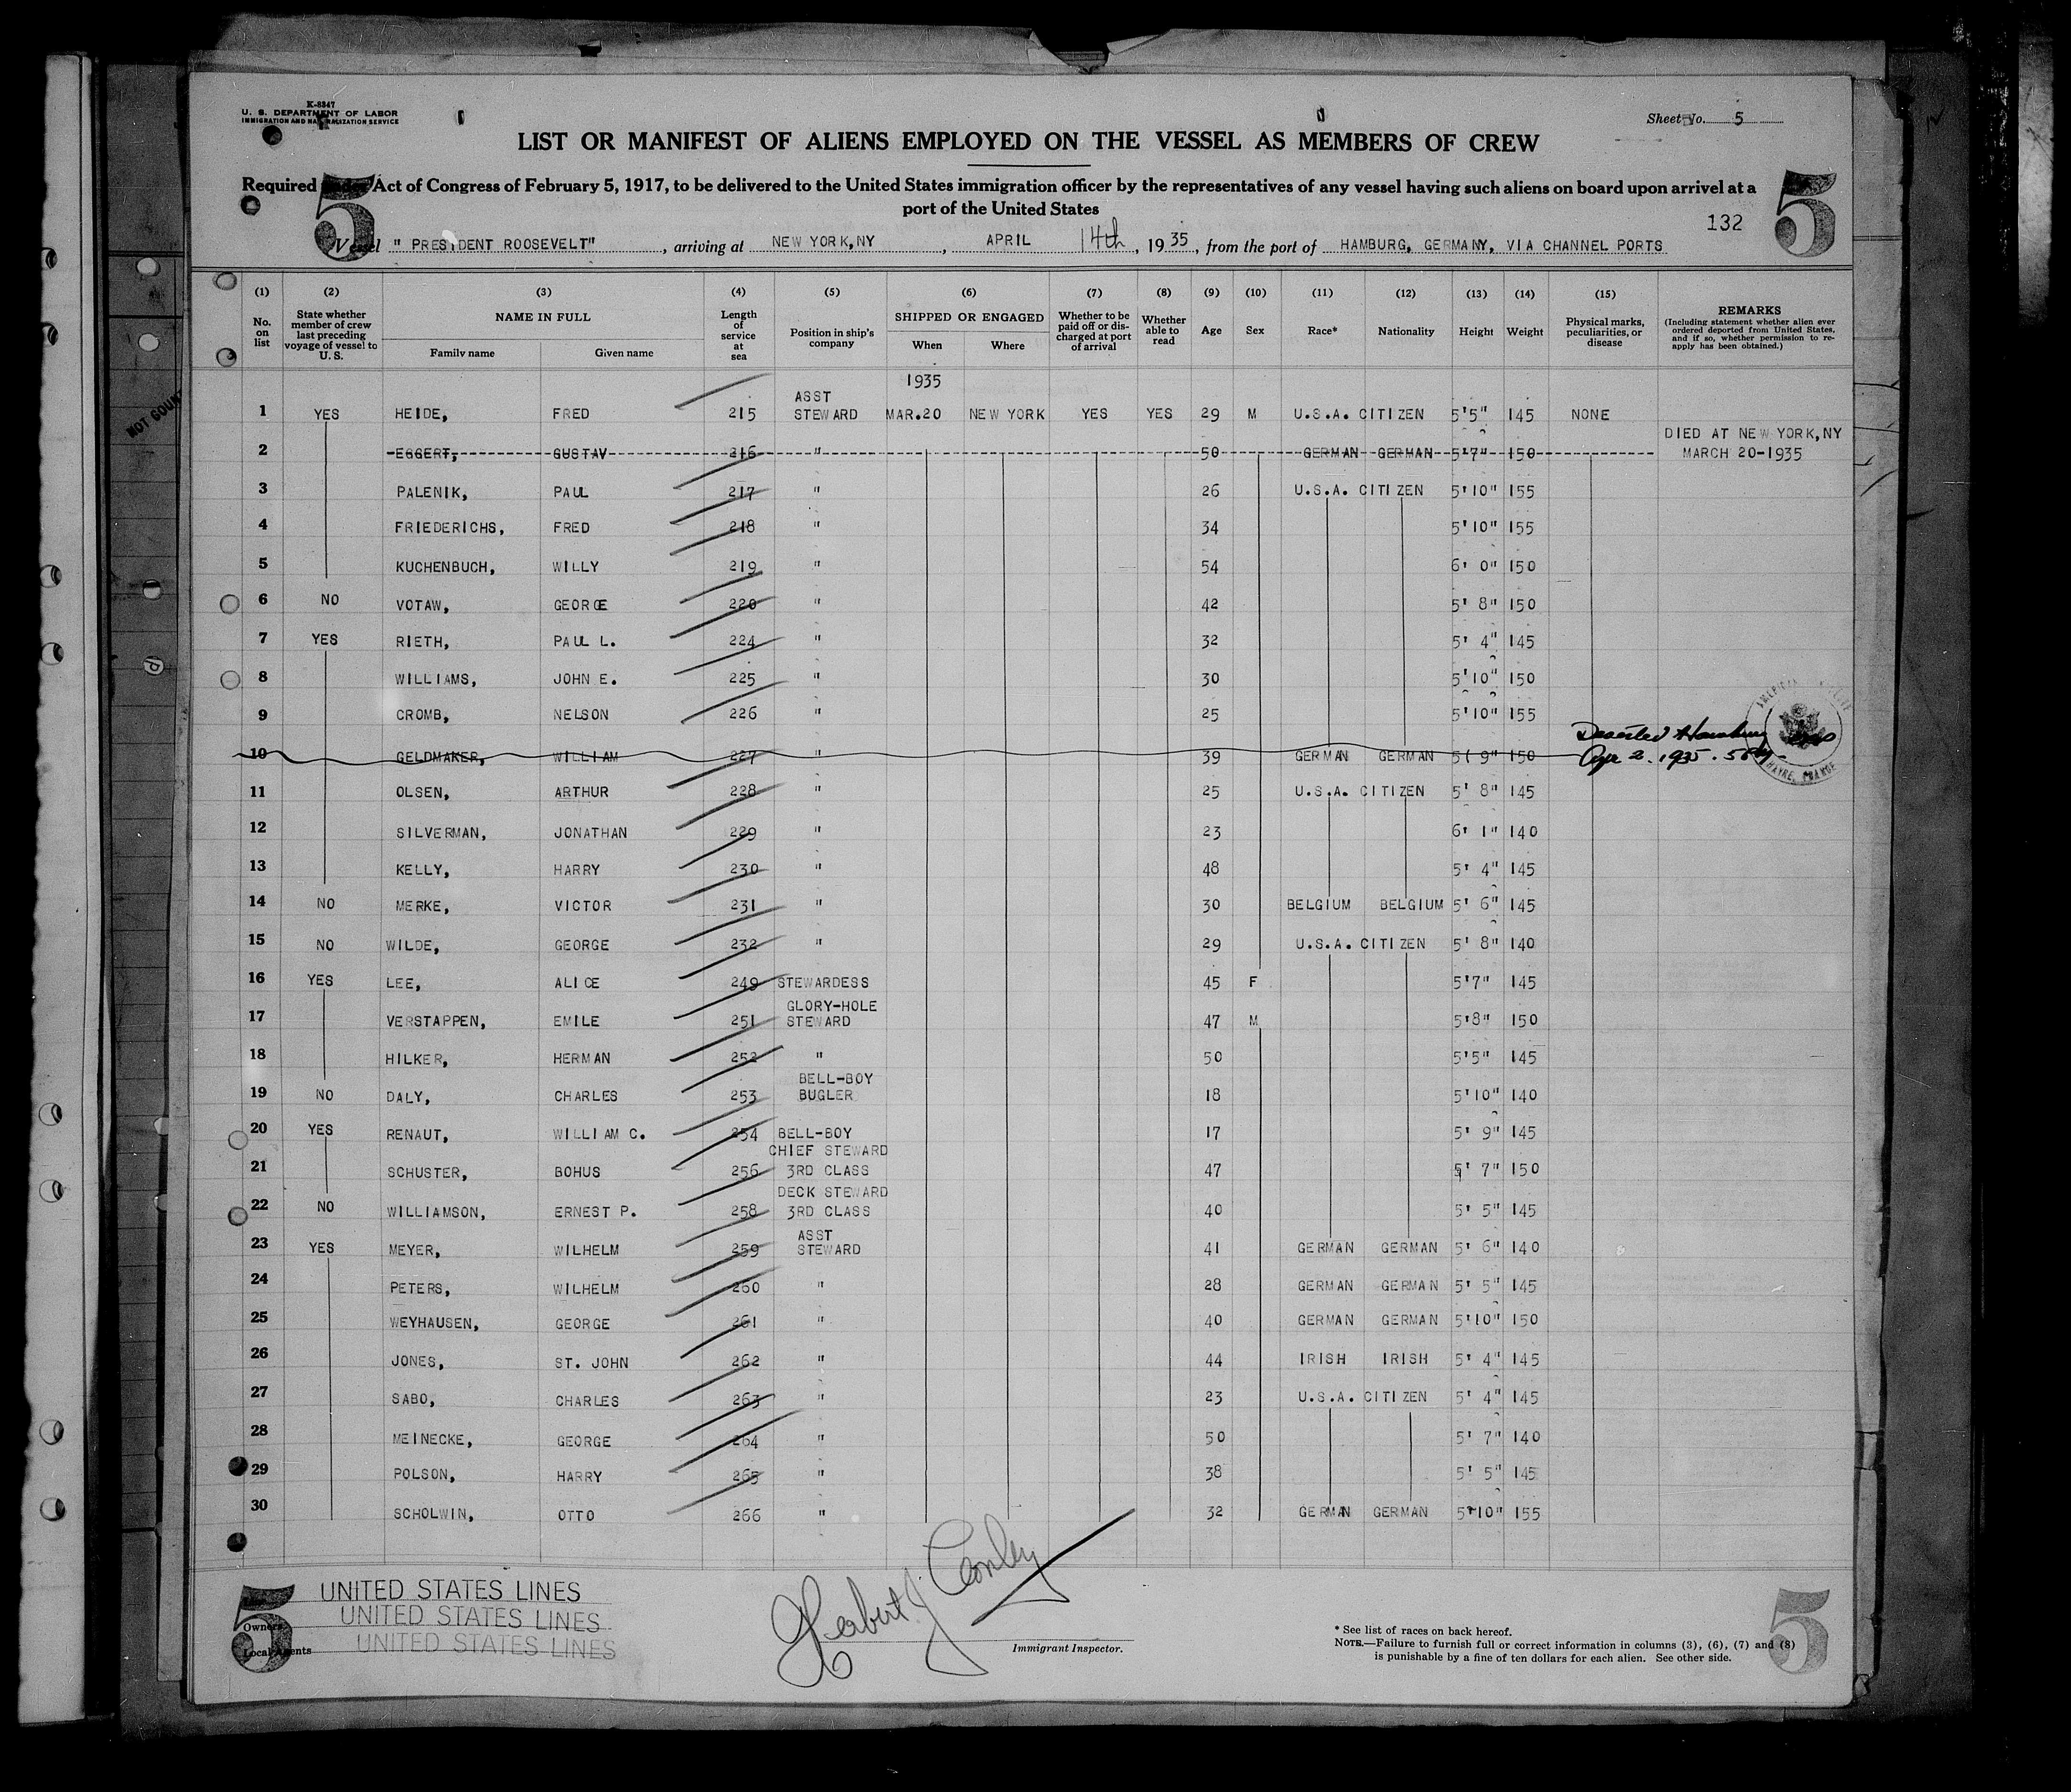 K-8347
U. S. DEPARTMENT OF LABOR
IMMIGRATION AND NATURALIZATION SERVICE
Sheet No. 5
LIST OR MANIFEST OF ALIENS EMPLOYED ON THE VESSEL AS MEMBERS OF CREW
Required under Act of Congress of February 5, 1917, to be delivered to the United States immigration officer by the representatives of any vessel having such aliens on board upon arrival at a
port of the United States
5 5
132
Vessel " PRESIDENT ROOSEVELT" , arriving at NEW YORK,NY , APRIL 14th , 1935 , from the port of HAMBURG, GERMANY, VIA CHANNEL PORTS
(1) No. on list
(2) State whether member of crew last preceding voyage of vessel to U. S.
(3) NAME IN FULL
Family name Given name
(4) Length of service at sea
(5) Position in ship's company
(6) SHIPPED OR ENGAGED
When Where
(7) Whether to be paid off or discharged at port of arrival
(8) Whether able to read
(9) Age
(10) Sex
(11) Race*
(12) Nationality
(13) Height
(14) Weight
(15) Physical marks, peculiarities, or disease
REMARKS
(Including statement whether alien ever ordered deported from United States, and if so, whether permission to re-apply has been obtained.)
1935
1 YES HEIDE, FRED 215 ASST STEWARD MAR.20 NEW YORK YES YES 29 M U.S.A. CITIZEN 5'5" 145 NONE
2 EGGERT, GUSTAV 216 " 50 GERMAN GERMAN 5'7" 150 DIED AT NEW YORK,NY MARCH 20-1935
3 PALENIK, PAUL 217 " 26 U.S.A. CITIZEN 5'10" 155
4 FRIEDERICHS, FRED 218 " 34 5'10" 155
5 KUCHENBUCH, WILLY 219 " 54 6' 0" 150
6 NO VOTAW, GEORGE 220 " 42 5' 8" 150
7 YES RIETH, PAUL L. 224 " 32 5' 4" 145
8 WILLIAMS, JOHN E. 225 " 30 5'10" 150
9 CROMB, NELSON 226 " 25 5'10" 155
10 GELDMAKER, WILLIAM 227 " 39 GERMAN GERMAN 5' 9" 150 Deserted Hamburg Apr 2. 1935.
HAVRE, FRANCE
11 OLSEN, ARTHUR 228 " 25 U.S.A. CITIZEN 5' 8" 145
12 SILVERMAN, JONATHAN 229 " 23 6' 1" 140
13 KELLY, HARRY 230 " 48 5' 4" 145
14 NO MERKE, VICTOR 231 " 30 BELGIUM BELGIUM 5' 6" 145
15 NO WILDE, GEORGE 232 " 29 U.S.A. CITIZEN 5' 8" 140
16 YES LEE, ALICE 249 STEWARDESS 45 F 5'7" 145
17 VERSTAPPEN, EMILE 251 GLORY-HOLE STEWARD 47 M 5'8" 150
18 HILKER, HERMAN 252 " 50 5'5" 145
19 NO DALY, CHARLES 253 BELL-BOY BUGLER 18 5'10" 140
20 YES RENAUT, WILLIAM C. 254 BELL-BOY 17 5' 9" 145
21 SCHUSTER, BOHUS 256 CHIEF STEWARD 3RD CLASS 47 5' 7" 150
22 NO WILLIAMSON, ERNEST P. 258 DECK STEWARD 3RD CLASS 40 5' 5" 145
23 YES MEYER, WILHELM 259 ASST STEWARD 41 GERMAN GERMAN 5' 6" 140
24 PETERS, WILHELM 260 " 28 GERMAN GERMAN 5' 5" 145
25 WEYHAUSEN, GEORGE 261 " 40 GERMAN GERMAN 5'10" 150
26 JONES, ST. JOHN 262 " 44 IRISH IRISH 5' 4" 145
27 SABO, CHARLES 263 " 23 U.S.A. CITIZEN 5' 4" 145
28 MEINECKE, GEORGE 264 " 50 5' 7" 140
29 POLSON, HARRY 265 " 38 5' 5" 145
30 SCHOLWIN, OTTO 266 " 32 GERMAN GERMAN 5'10" 155
5 5
UNITED STATES LINES
UNITED STATES LINES
UNITED STATES LINES
Owners
Local Agents
Herbert J Conley
Immigrant Inspector.
* See list of races on back hereof.
NOTE.—Failure to furnish full or correct information in columns (3), (6), (7) and (8)
is punishable by a fine of ten dollars for each alien. See other side.
NOT COUNT